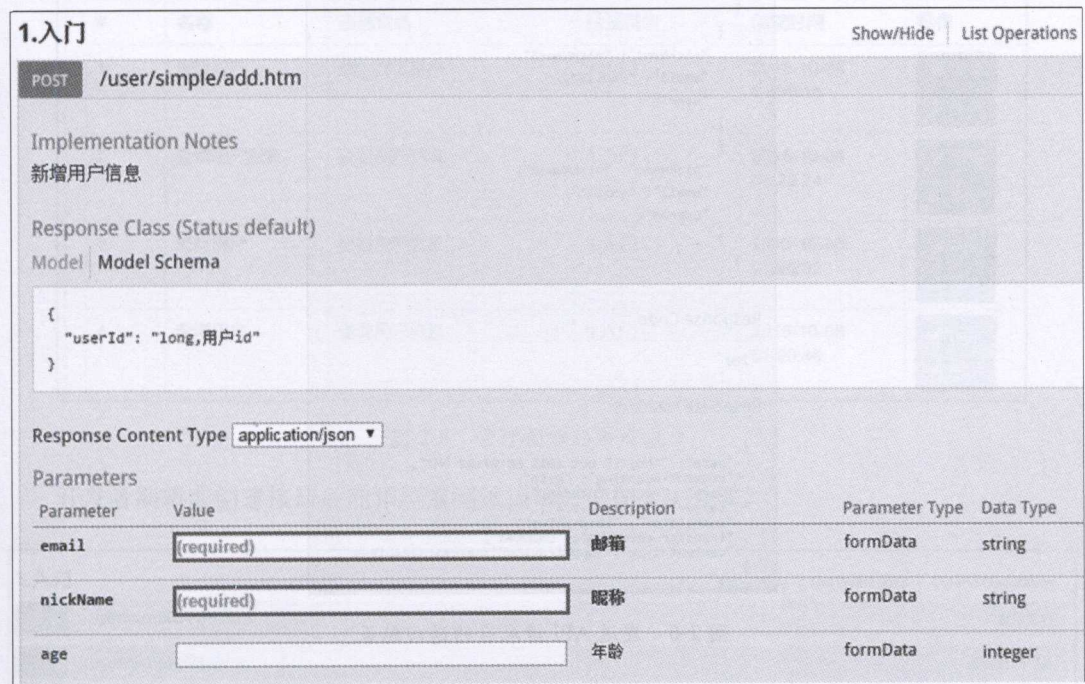 1.入门
Show/Hide List Operations
POST /user/simple/add.htm
Implementation Notes
新增用户信息
Response Class (Status default)
Model Model Schema
{
"userId": "long,用户id"
}
Response Content Type application/json ▼
Parameters
Parameter Value Description Parameter Type Data Type
email (required) 邮箱 formData string
nickName (required) 昵称 formData string
age 年龄 formData integer